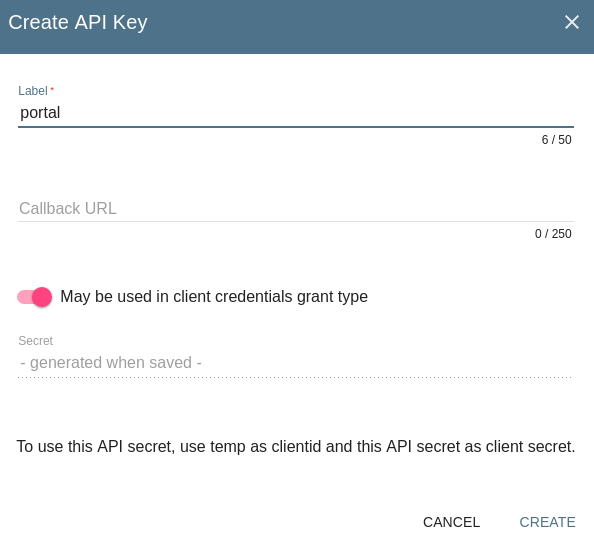 Create API Key
Label *
portal
6 / 50
Callback URL
0 / 250
May be used in client credentials grant type
Secret
- generated when saved -
To use this API secret, use temp as clientid and this API secret as client secret.
CANCEL CREATE